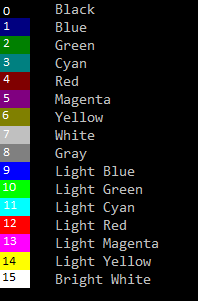 0 Black
1 Blue
2 Green
3 Cyan
4 Red
5 Magenta
6 Yellow
7 White
8 Gray
9 Light Blue
10 Light Green
11 Light Cyan
12 Light Red
13 Light Magenta
14 Light Yellow
15 Bright White